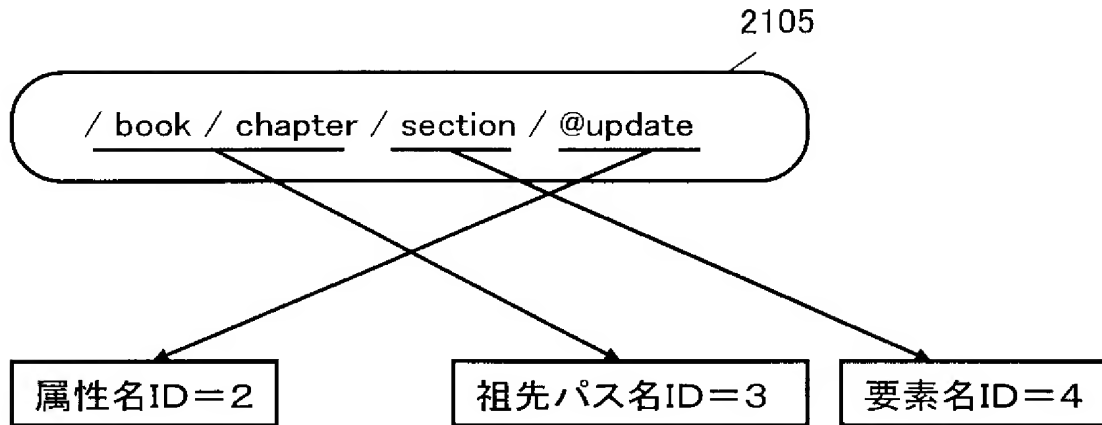 2105
/ book / chapter / section / @update
属性名ID=2
祖先パス名ID=3
要素名ID=4